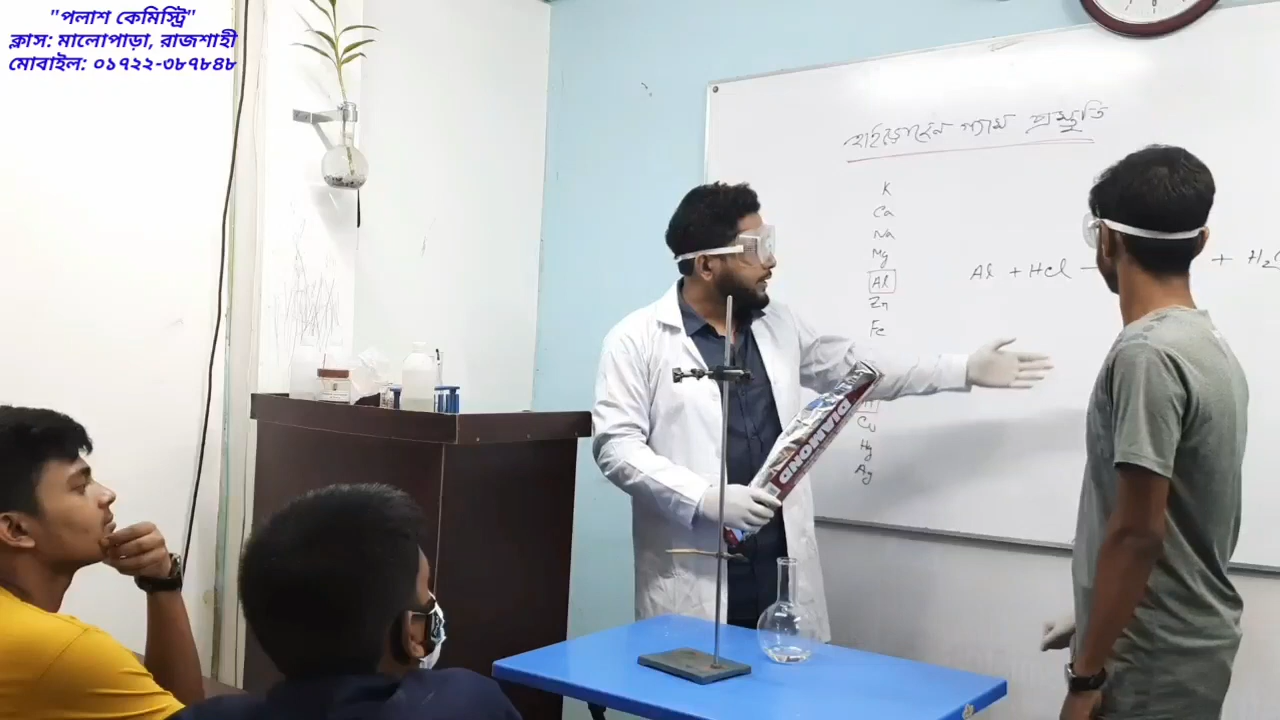 "পলাশ কেমিস্ট্রি"
ক্লাস: মালোপাড়া, রাজশাহী
মোবাইল: ০১৭২২-৩৮৭৮৪৮
হাইড্রোজেন গ্যাস প্রস্তুতি
K
Ca
Na
Mg
Al
Al + HCl
+ H₂
Zn
Fe
H
Cu
Hg
Ag
DIAMOND